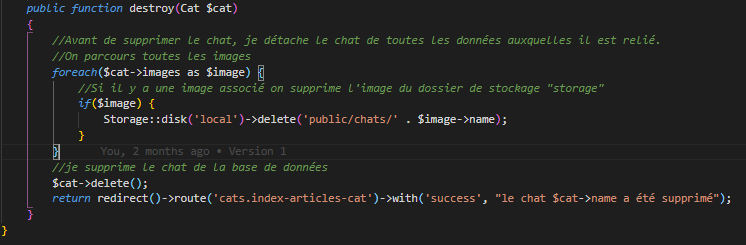 public function destroy(Cat $cat)
{
//Avant de supprimer le chat, je détache le chat de toutes les données auxquelles il est relié.
//On parcours toutes les images
foreach($cat->images as $image) {
//Si il y a une image associé on supprime l'image du dossier de stockage "storage"
if($image) {
Storage::disk('local')->delete('public/chats/' . $image->name);
}
} You, 2 months ago • Version 1
//je supprime le chat de la base de données
$cat->delete();
return redirect()->route('cats.index-articles-cat')->with('success', "le chat $cat->name a été supprimé");
}
}